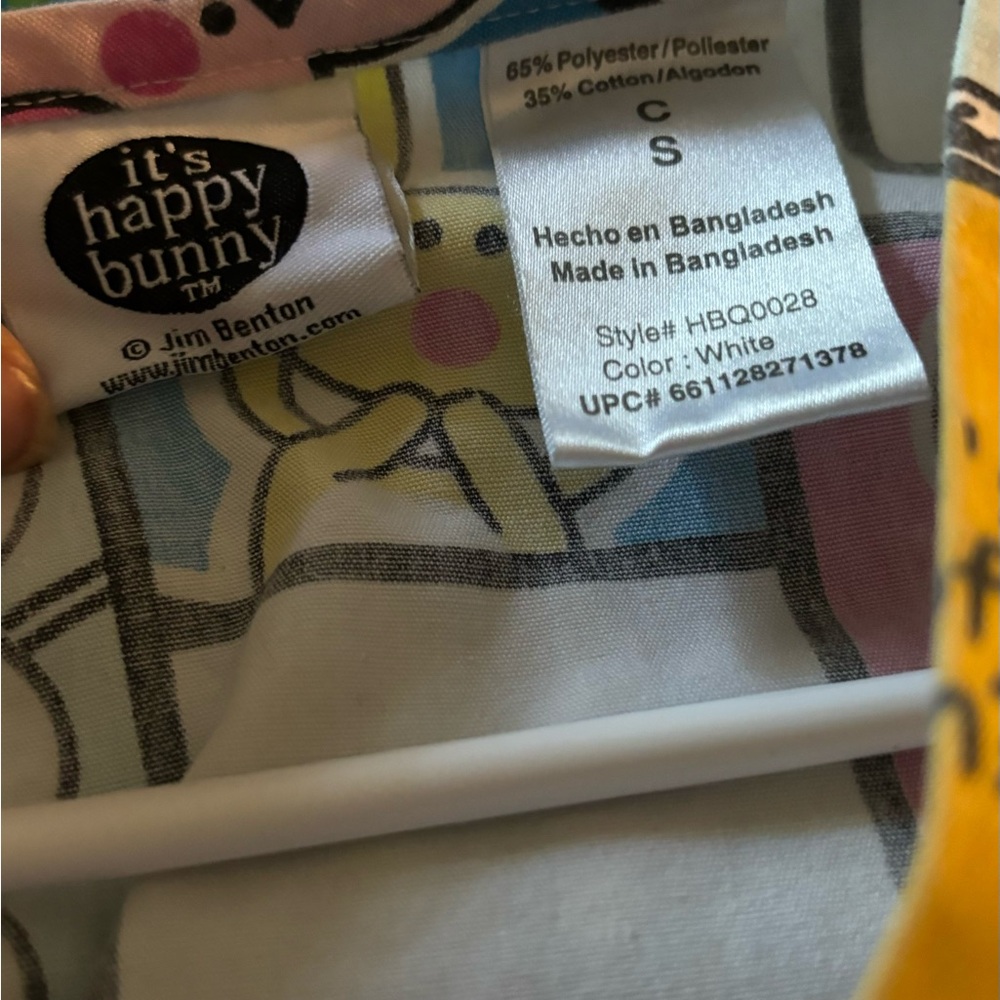 it's
happy
bunny
TM
© Jim Benton
www.jimbenton.com
65% Polyester/Poliester
35% Cotton/Algodon
C
S
Hecho en Bangladesh
Made in Bangladesh
Style# HBQ0028
Color : White
UPC# 661128271378